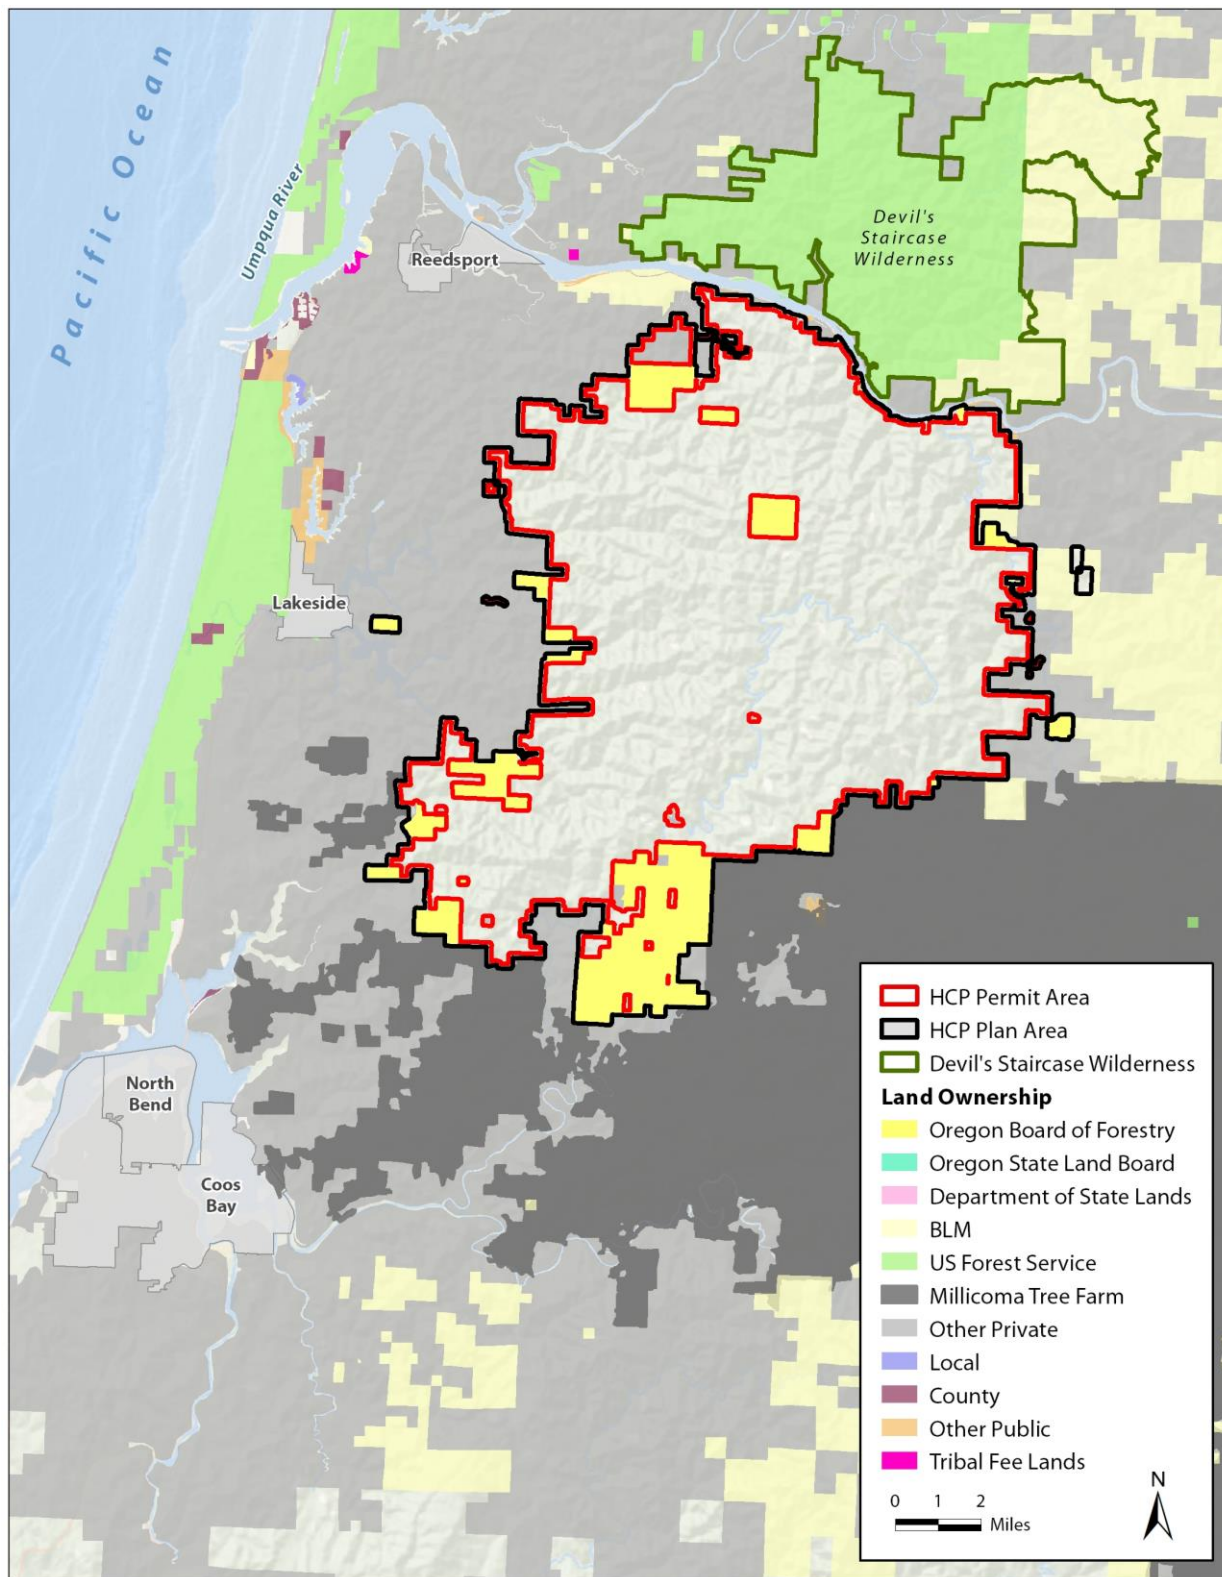 Pacific Ocean
Umpqua River
Reedsport
Devil's
Staircase
Wilderness
Lakeside
North
Bend
Coos
Bay
HCP Permit Area
HCP Plan Area
Devil's Staircase Wilderness
Land Ownership
Oregon Board of Forestry
Oregon State Land Board
Department of State Lands
BLM
US Forest Service
Millicoma Tree Farm
Other Private
Local
County
Other Public
Tribal Fee Lands
N
0 1 2
Miles